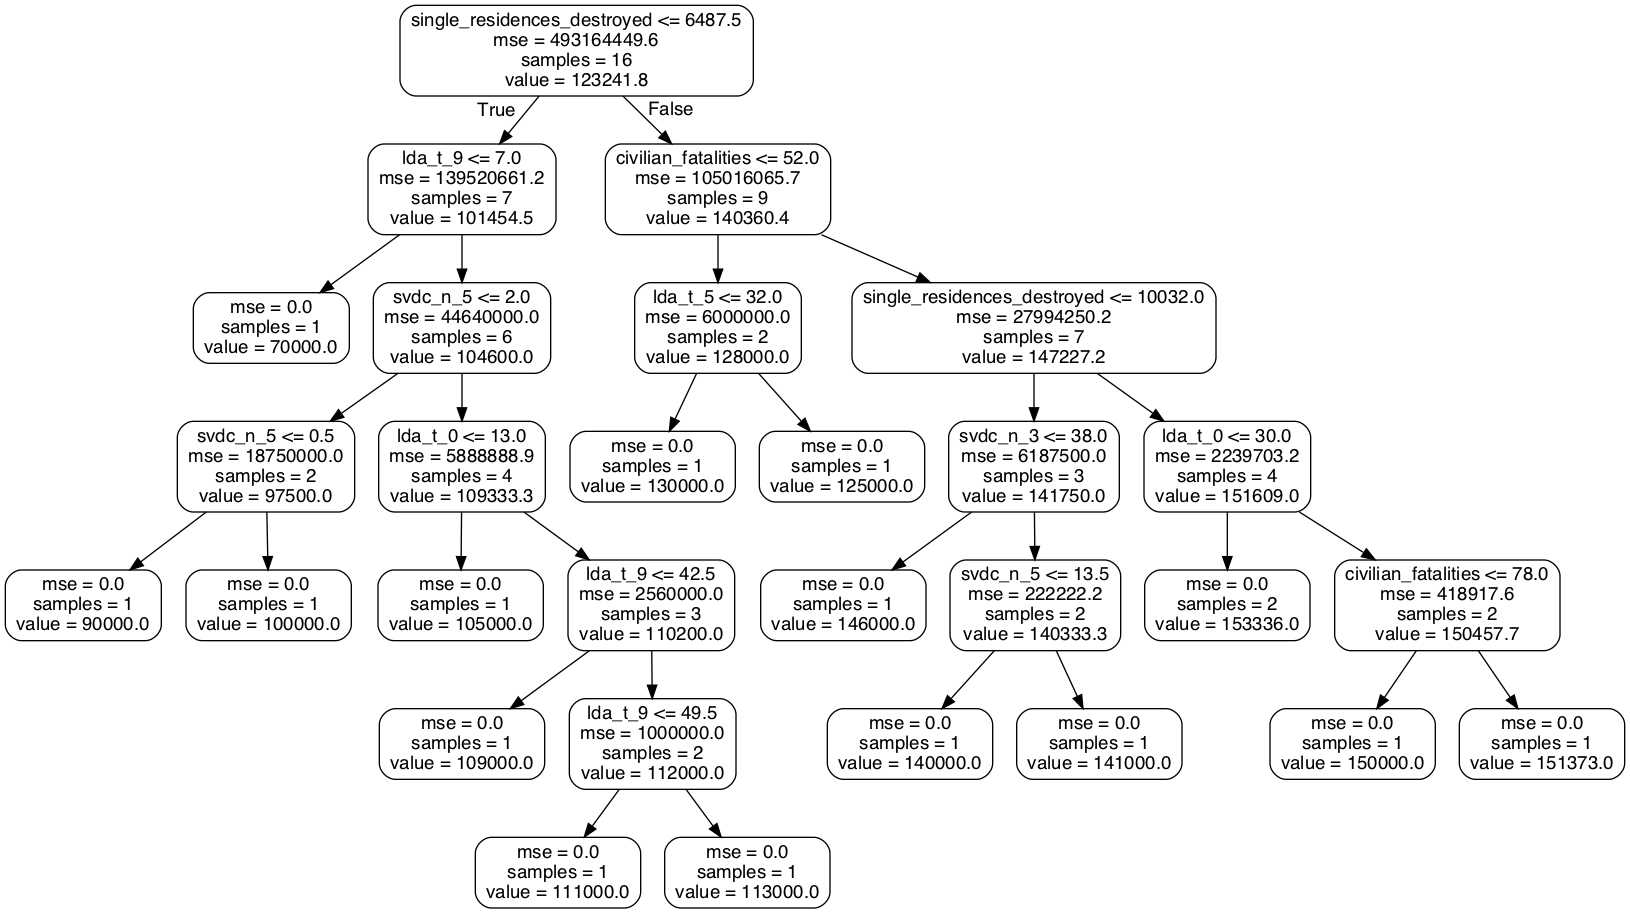 single_residences_destroyed <= 6487.5
mse = 493164449.6
samples = 16
value = 123241.8
True
False
lda_t_9 <= 7.0
mse = 139520661.2
samples = 7
value = 101454.5
civilian_fatalities <= 52.0
mse = 105016065.7
samples = 9
value = 140360.4
mse = 0.0
samples = 1
value = 70000.0
svdc_n_5 <= 2.0
mse = 44640000.0
samples = 6
value = 104600.0
lda_t_5 <= 32.0
mse = 6000000.0
samples = 2
value = 128000.0
single_residences_destroyed <= 10032.0
mse = 27994250.2
samples = 7
value = 147227.2
svdc_n_5 <= 0.5
mse = 18750000.0
samples = 2
value = 97500.0
lda_t_0 <= 13.0
mse = 5888888.9
samples = 4
value = 109333.3
mse = 0.0
samples = 1
value = 130000.0
mse = 0.0
samples = 1
value = 125000.0
svdc_n_3 <= 38.0
mse = 6187500.0
samples = 3
value = 141750.0
lda_t_0 <= 30.0
mse = 2239703.2
samples = 4
value = 151609.0
mse = 0.0
samples = 1
value = 90000.0
mse = 0.0
samples = 1
value = 100000.0
mse = 0.0
samples = 1
value = 105000.0
lda_t_9 <= 42.5
mse = 2560000.0
samples = 3
value = 110200.0
mse = 0.0
samples = 1
value = 146000.0
svdc_n_5 <= 13.5
mse = 222222.2
samples = 2
value = 140333.3
mse = 0.0
samples = 2
value = 153336.0
civilian_fatalities <= 78.0
mse = 418917.6
samples = 2
value = 150457.7
mse = 0.0
samples = 1
value = 109000.0
lda_t_9 <= 49.5
mse = 1000000.0
samples = 2
value = 112000.0
mse = 0.0
samples = 1
value = 140000.0
mse = 0.0
samples = 1
value = 141000.0
mse = 0.0
samples = 1
value = 150000.0
mse = 0.0
samples = 1
value = 151373.0
mse = 0.0
samples = 1
value = 111000.0
mse = 0.0
samples = 1
value = 113000.0